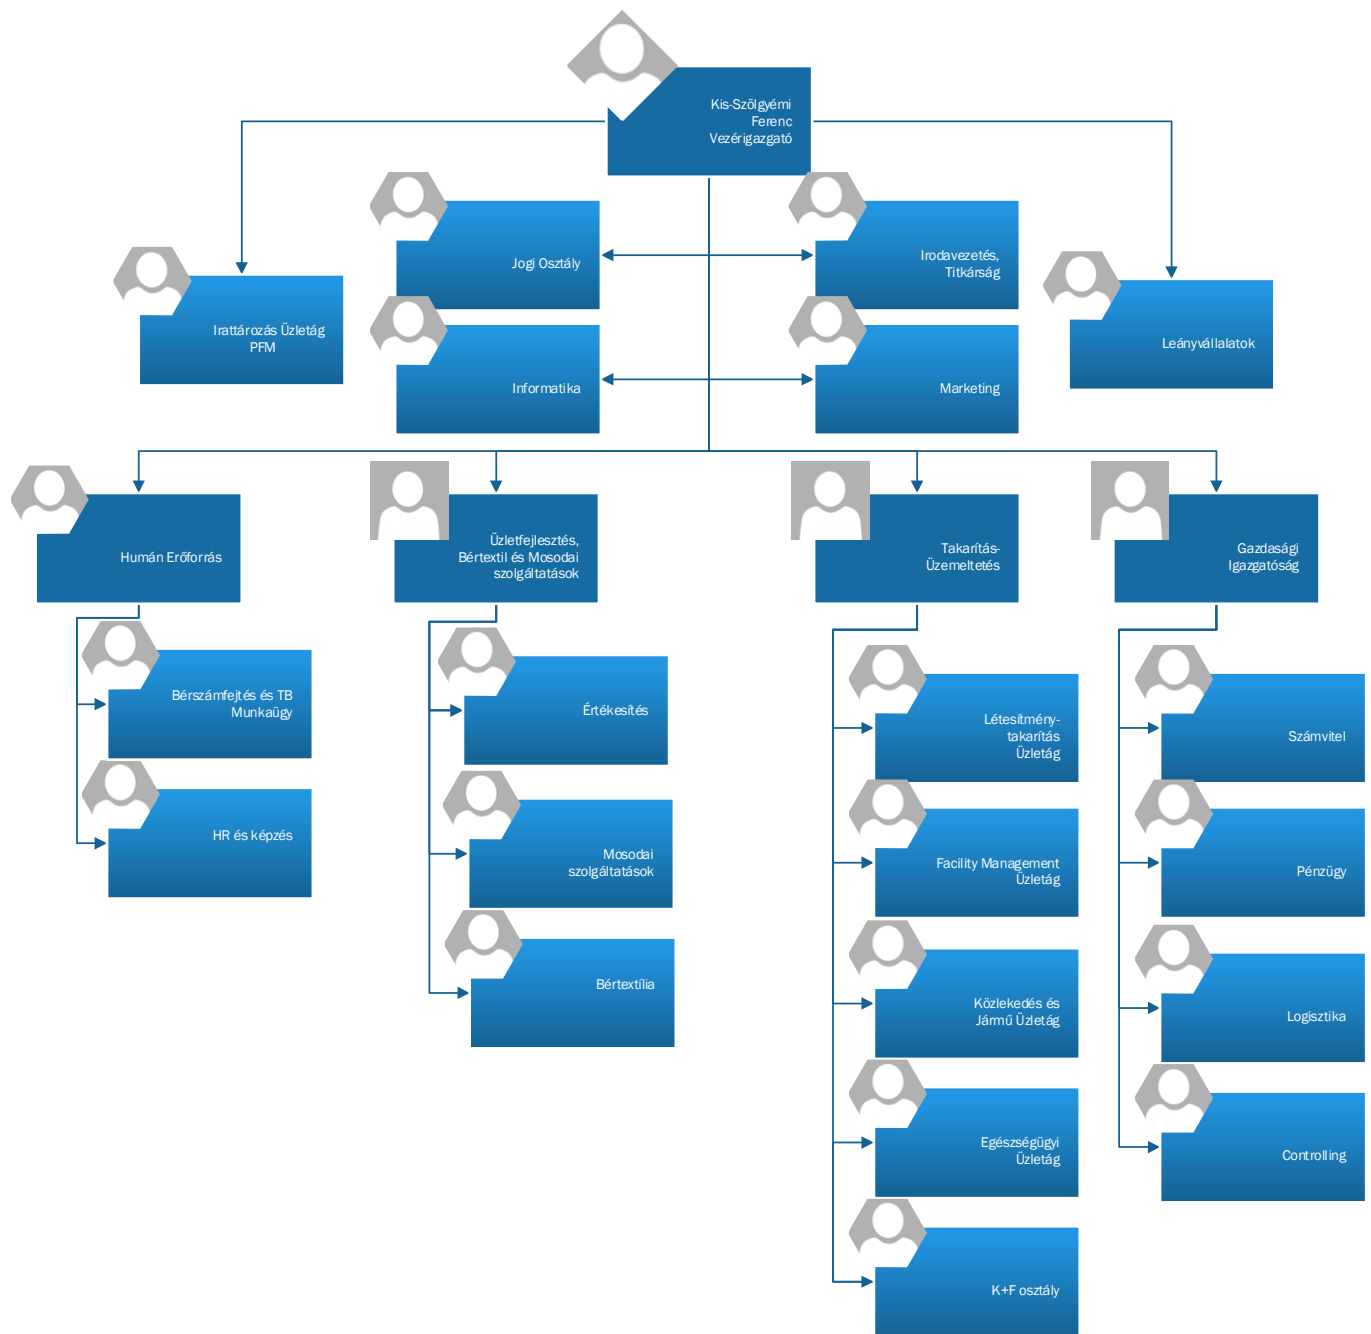 Kis-Szölgyémi
Ferenc
Vezérigazgató
Jogi Osztály
Irodavezetés,
Titkárság
Irattározás Üzletág
PFM
Leányvállalatok
Informatika
Marketing
Humán Erőforrás
Üzletfejlesztés,
Bértextil és Mosodai
szolgáltatások
Takarítás-
Üzemeltetés
Gazdasági
Igazgatóság
Bérszámfejtés és TB
Munkaügy
HR és képzés
Értékesítés
Mosodai
szolgáltatások
Bértextília
Létesítmény-
takarítás
Üzletág
Facility Management
Üzletág
Közlekedés és
Jármű Üzletág
Egészségügyi
Üzletág
K+F osztály
Számvitel
Pénzügy
Logisztika
Controlling